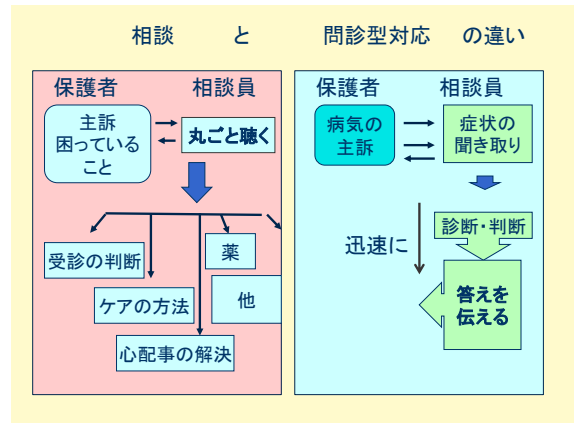 相談 と 問診型対応 の違い
保護者 相談員
主訴
困っている
こと
丸ごと聴く
受診の判断
薬
ケアの方法
他
心配事の解決
保護者 相談員
病気の
主訴
症状の
聞き取り
診断・判断
迅速に
答えを
伝える